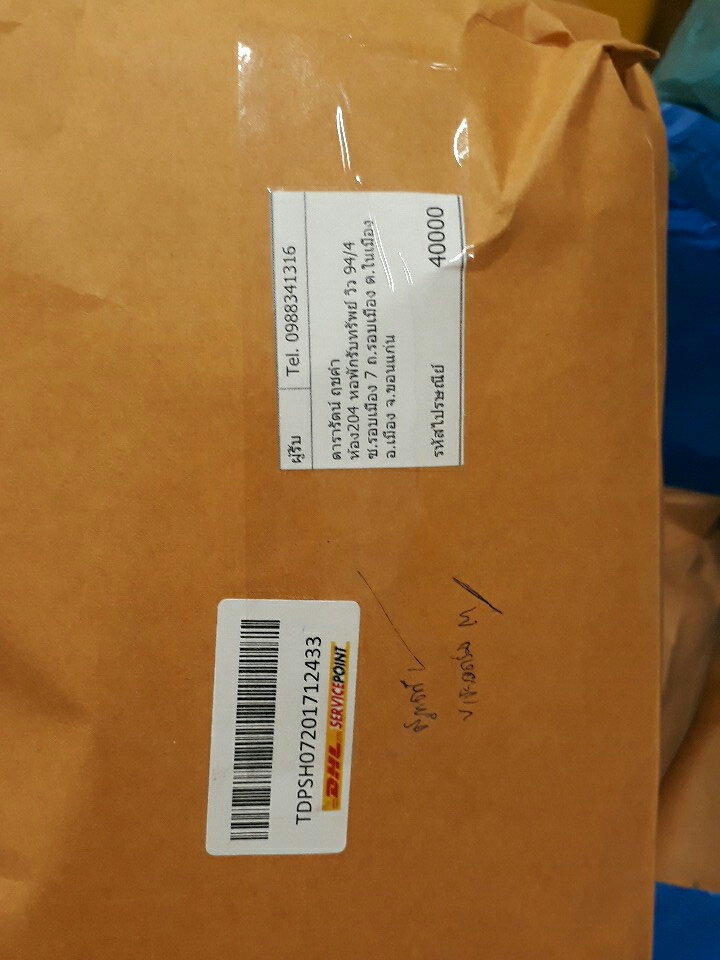 ผู้รับ Tel. 0988341316
ดารารัตน์ ฤชคำ
ห้อง204 หอพักรับทรัพย์ วิว 94/4
ซ.รอบเมือง 7 ถ.รอบเมือง ต.ในเมือง
อ.เมือง จ.ขอนแก่น
รหัสไปรษณีย์ 40000
TDPSH07201712433
DHL SERVICEPOINT